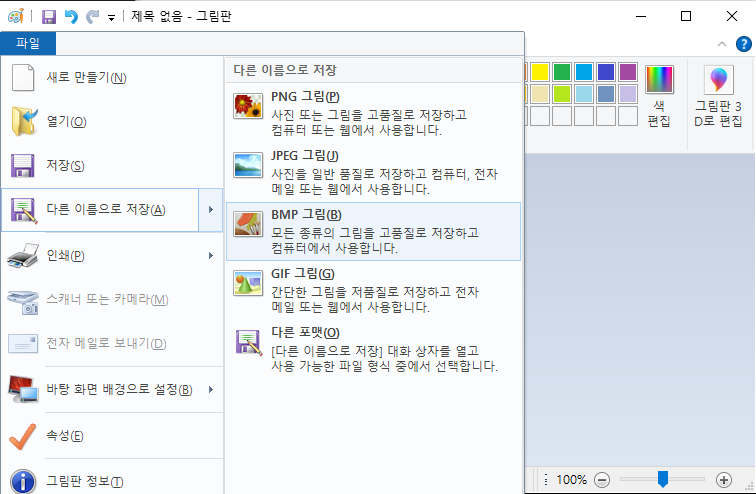 제목 없음 - 그림판
파일
새로 만들기(N)
열기(O)
저장(S)
다른 이름으로 저장(A)
인쇄(P)
스캐너 또는 카메라(M)
전자 메일로 보내기(D)
바탕 화면 배경으로 설정(B)
속성(E)
그림판 정보(T)
다른 이름으로 저장
PNG 그림(P)
사진 또는 그림을 고품질로 저장하고
컴퓨터 또는 웹에서 사용합니다.
JPEG 그림(J)
사진을 일반 품질로 저장하고 컴퓨터, 전자
메일 또는 웹에서 사용합니다.
BMP 그림(B)
모든 종류의 그림을 고품질로 저장하고
컴퓨터에서 사용합니다.
GIF 그림(G)
간단한 그림을 저품질로 저장하고 전자
메일 또는 웹에서 사용합니다.
다른 포맷(O)
[다른 이름으로 저장] 대화 상자를 열고
사용 가능한 파일 형식 중에서 선택합니다.
색
편집
그림판 3
D로 편집
100%